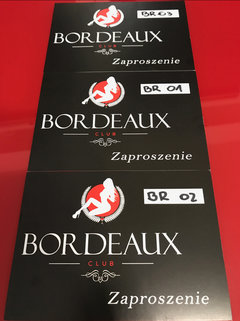 BR 03
BORDEAUX
CLUB
Zaproszenie
BR 01
BORDEAUX
CLUB
Zaproszenie
BR 02
BORDEAUX
CLUB
Zaproszenie